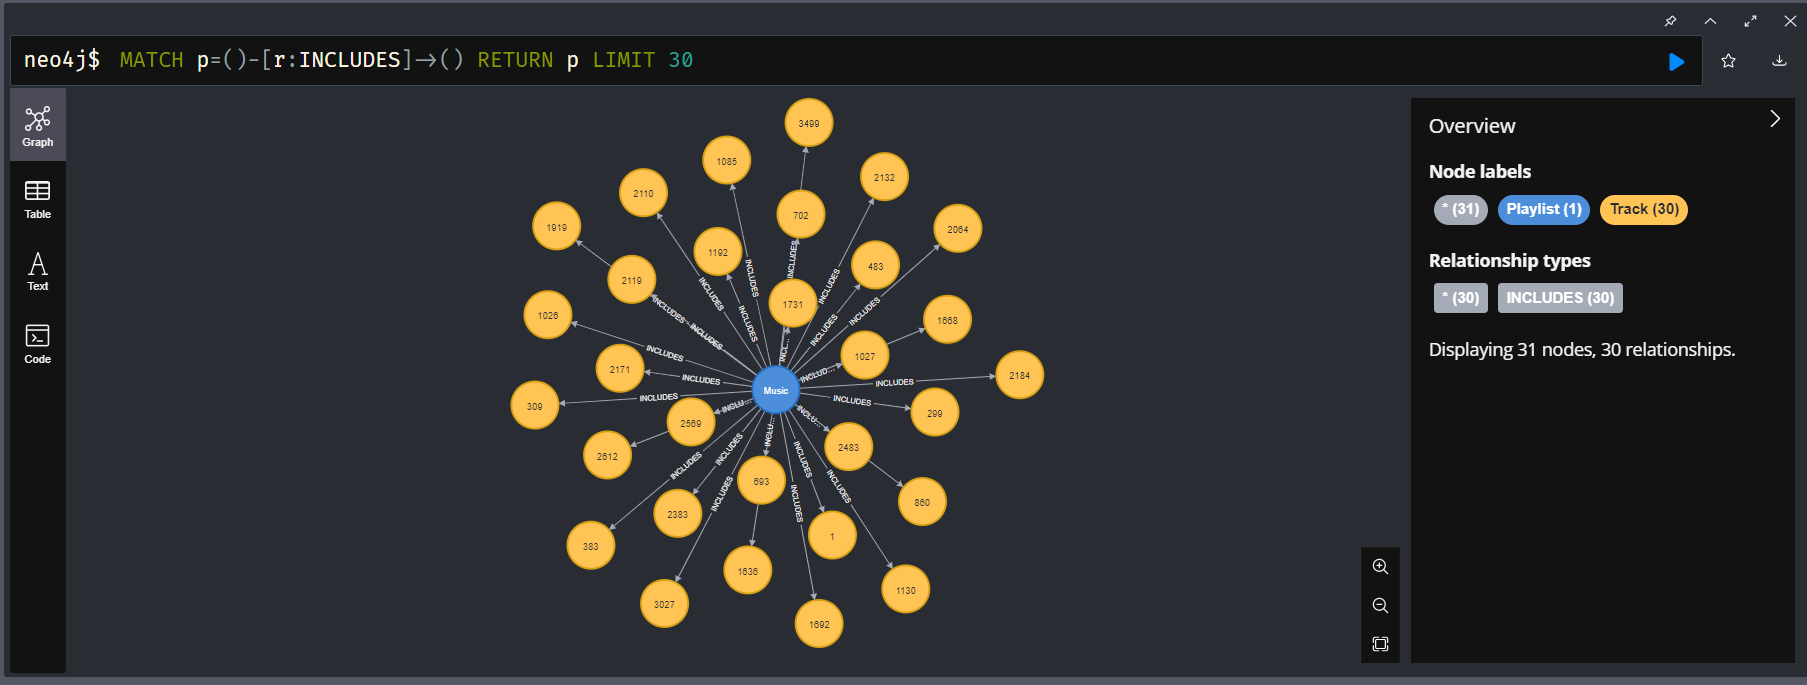 neo4j$ MATCH p=()-[r:INCLUDES]→() RETURN p LIMIT 30
Graph
Table
Text
Code
3499
1085
2132
2110
702
1919
2064
1192
483
2119
1731
1026
1668
1027
2171
2184
Music
309
299
2569
2483
2612
693
860
2383
1
383
1636
1130
3027
1692
INCLUDES
INCLUDES
INCLUDES
INCLUDES
INCLUDES
INCLUDES
INCLUDES
INCLUDES
INCLUDES
INCLUDES
INCL...
INCLUDES
INCLUD...
INCLUDES
INCLUDES
INCLUDES
INCLUDES
INCLU...
INCLU...
INCLU...
INCLUDES
INCLUDES
INCLUDES
INCLUDES
INCLUDES
INCLUDES
Overview
Node labels
* (31) Playlist (1) Track (30)
Relationship types
* (30) INCLUDES (30)
Displaying 31 nodes, 30 relationships.